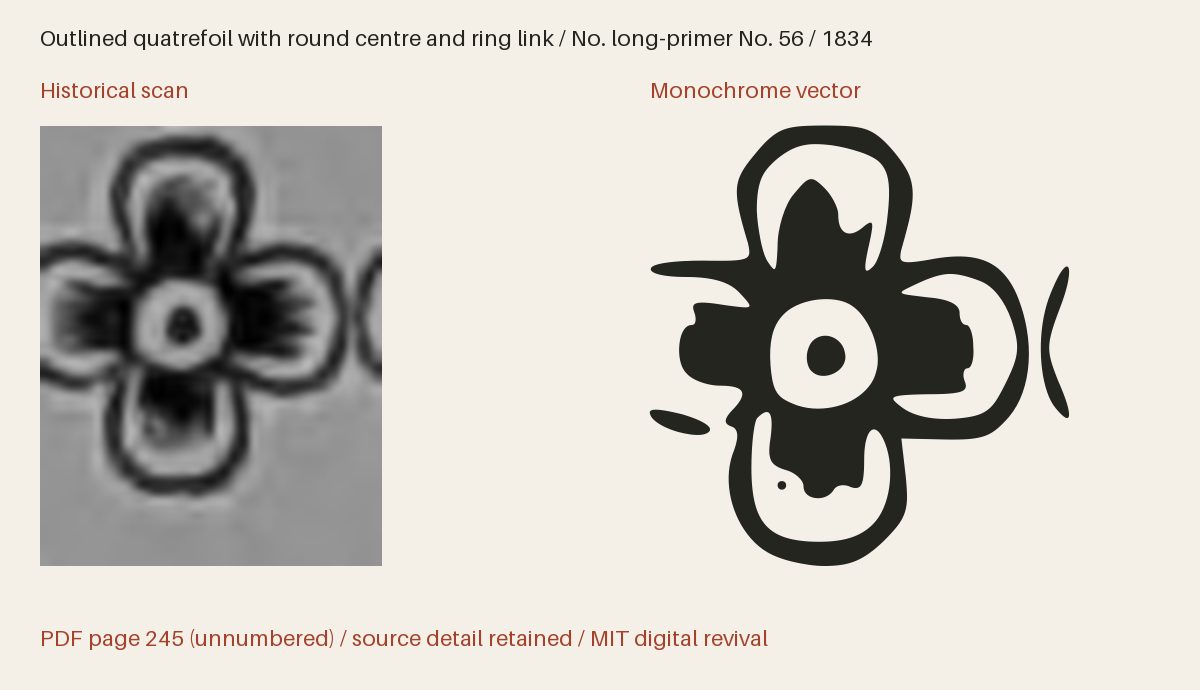 Outlined quatrefoil with round centre and ring link / No. long-primer No. 56 / 1834
Historical scan
Monochrome vector
PDF page 245 (unnumbered) / source detail retained / MIT digital revival